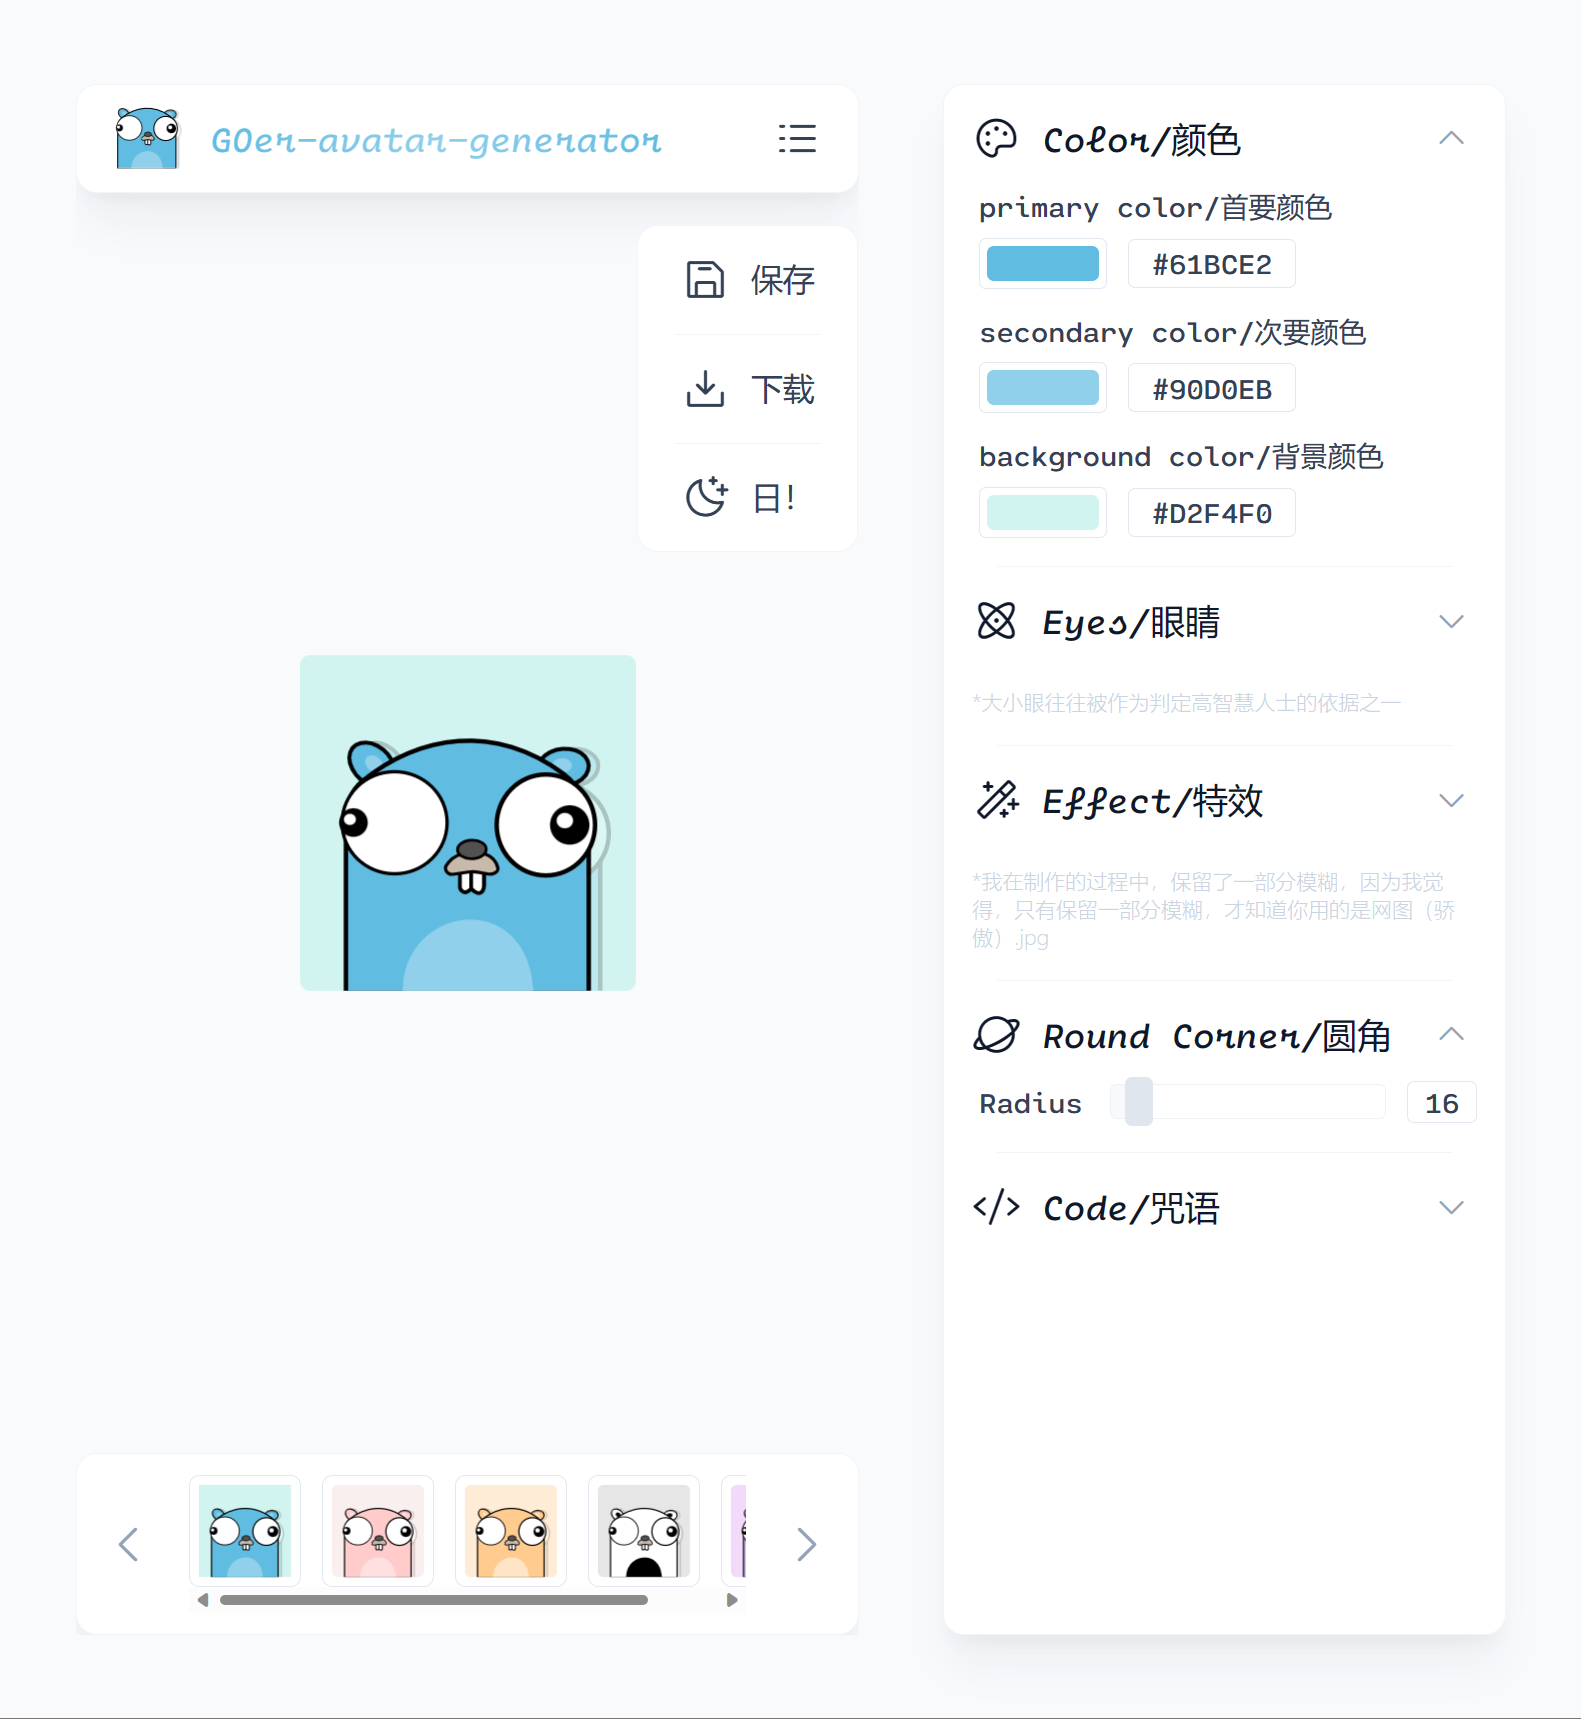 GOer-avatar-generator
保存
下载
日!
Color/颜色
primary color/首要颜色
#61BCE2
secondary color/次要颜色
#90D0EB
background color/背景颜色
#D2F4F0
Eyes/眼睛
*大小眼往往被作为判定高智慧人士的依据之一
Effect/特效
*我在制作的过程中，保留了一部分模糊，因为我觉
得，只有保留一部分模糊，才知道你用的是网图（骄
傲）.jpg
Round Corner/圆角
Radius
16
Code/咒语